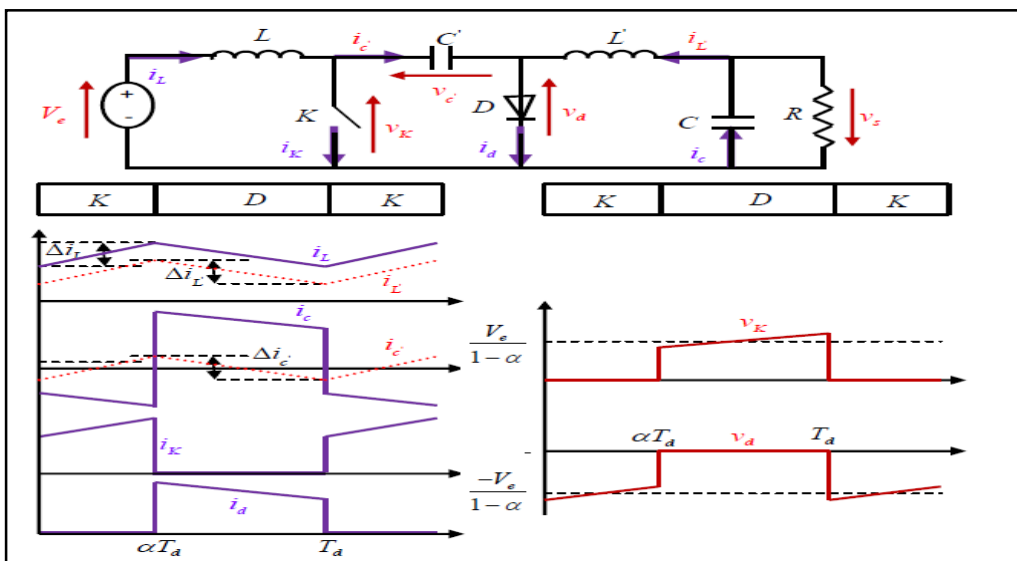 L
i_c'
C'
L'
i_L'
i_L
V_e
+
-
v_c'
K
v_K
D
v_d
C
R
v_s
i_K
i_d
i_c
K
D
K
K
D
K
Δi_L
i_L
Δi_L'
i_L'
i_c
Δi_c'
i_c'
i_K
i_d
αT_d
T_d
V_e
1-α
v_K
αT_d
v_d
T_d
-
-V_e
1-α